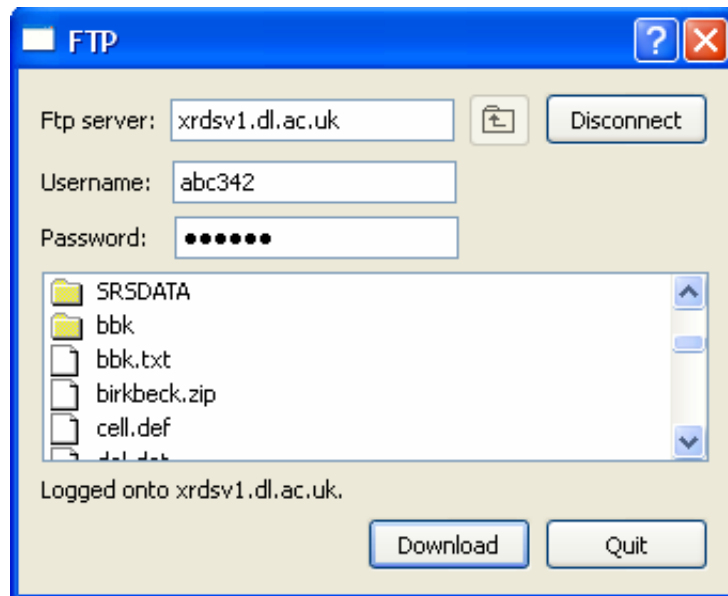 FTP
Ftp server: xrdsv1.dl.ac.uk Disconnect
Username: abc342
Password: ●●●●●●
SRSDATA
bbk
bbk.txt
birkbeck.zip
cell.def
Logged onto xrdsv1.dl.ac.uk.
Download Quit